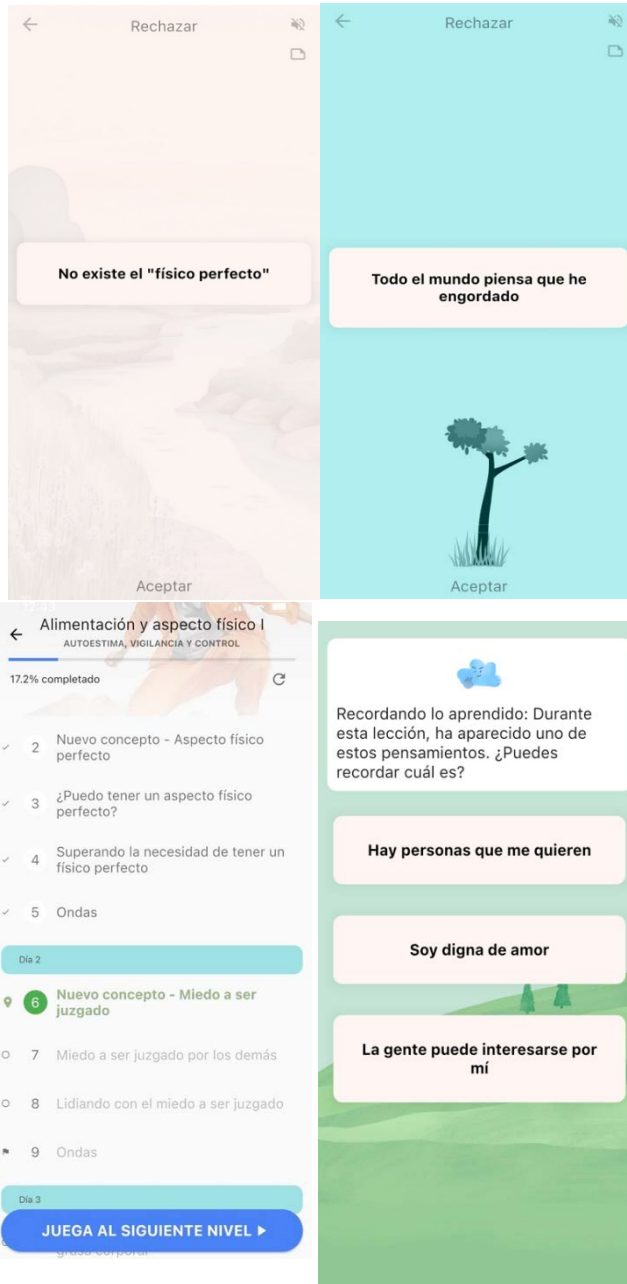 Rechazar
No existe el "físico perfecto"
Aceptar
Rechazar
Todo el mundo piensa que he
engordado
Aceptar
Alimentación y aspecto físico I
AUTOESTIMA, VIGILANCIA Y CONTROL
17.2% completado
2 Nuevo concepto - Aspecto físico
perfecto
3 ¿Puedo tener un aspecto físico
perfecto?
4 Superando la necesidad de tener un
físico perfecto
5 Ondas
Día 2
6 Nuevo concepto - Miedo a ser
juzgado
7 Miedo a ser juzgado por los demás
8 Lidiando con el miedo a ser juzgado
9 Ondas
Día 3
JUEGA AL SIGUIENTE NIVEL
grasa corporal
Recordando lo aprendido: Durante
esta lección, ha aparecido uno de
estos pensamientos. ¿Puedes
recordar cuál es?
Hay personas que me quieren
Soy digna de amor
La gente puede interesarse por
mí